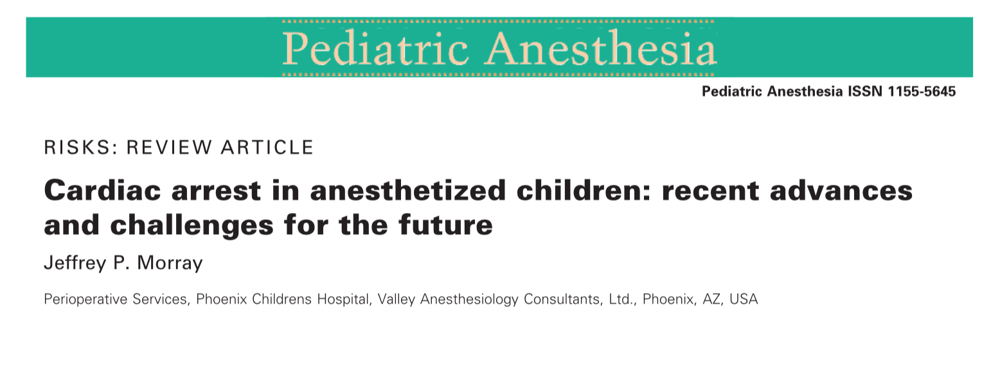 Pediatric Anesthesia
Pediatric Anesthesia ISSN 1155-5645
RISKS: REVIEW ARTICLE
Cardiac arrest in anesthetized children: recent advances
and challenges for the future
Jeffrey P. Morray
Perioperative Services, Phoenix Childrens Hospital, Valley Anesthesiology Consultants, Ltd., Phoenix, AZ, USA